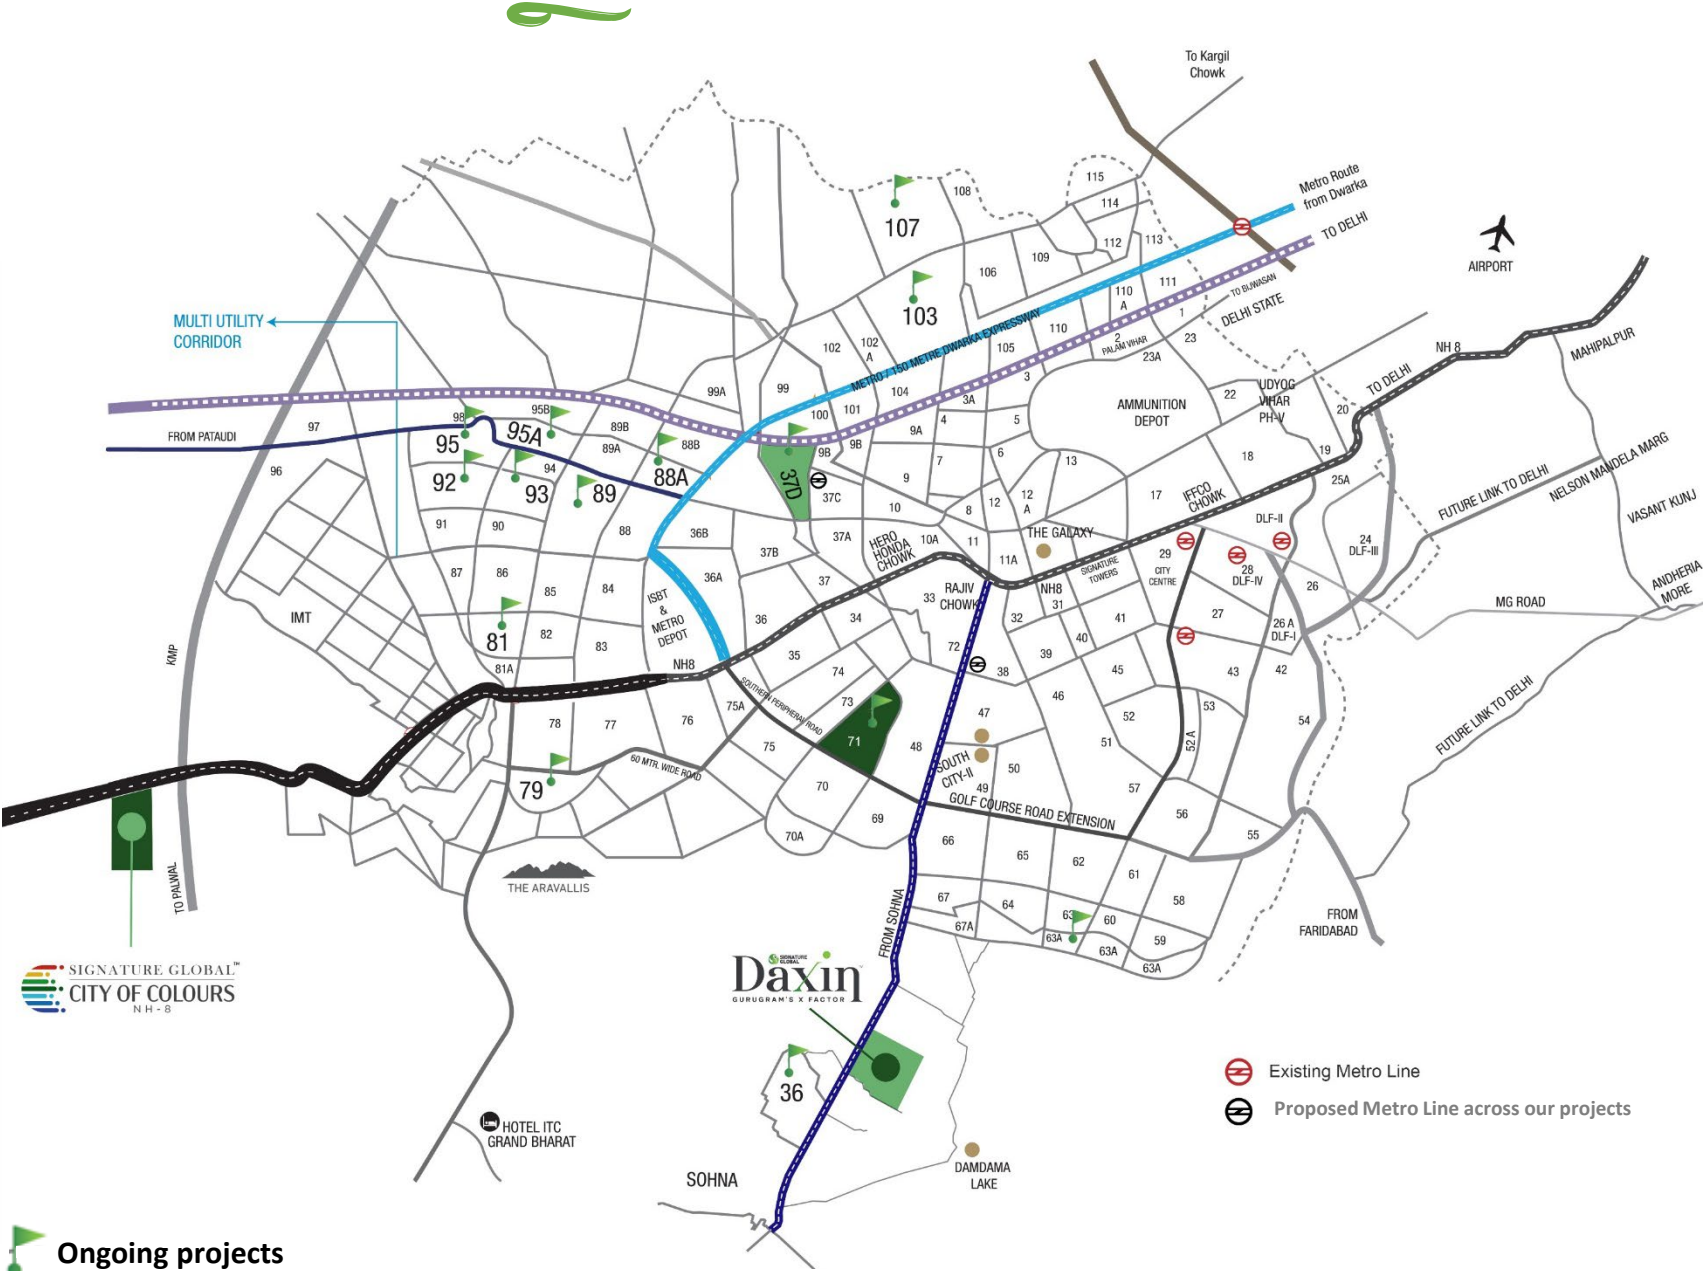 To Kargil
Chowk
Metro Route
from Dwarka
TO DELHI
AIRPORT
115
114
113
112
111
108
107
109
106
103
110
A
TO BIJWASAN
DELHI STATE
1
2
PALAM VIHAR
23
23A
110
105
METRO / 150 METRE DWARKA EXPRESSWAY
102
102
A
MULTI UTILITY
CORRIDOR
NH 8
MAHIPALPUR
TO DELHI
99A
99
100
101
104
3
3A
4
5
AMMUNITION
DEPOT
22
UDYOG
VIHAR
PH-V
20
19
18
FROM PATAUDI
97
98
95
95B
95A
89B
89A
88B
88A
9B
9B
9A
96
92
93
94
89
37D
37C
9
7
6
13
12
12
A
8
10
17
IFFCO
CHOWK
25A
FUTURE LINK TO DELHI
NELSON MANDELA MARG
VASANT KUNJ
91
90
88
36B
37B
37A
HERO
HONDA
CHOWK
10A
11
11A
THE GALAXY
SIGNATURE
TOWERS
29
CITY
CENTRE
DLF-II
28
DLF-IV
24
DLF-III
26
ANDHERIA
MORE
MG ROAD
87
86
85
84
ISBT
&
METRO
DEPOT
36A
37
36
34
33
RAJIV
CHOWK
NH8
31
32
41
40
39
27
26 A
DLF-I
IMT
KMP
81
81A
82
83
NH8
35
74
73
72
38
45
46
43
42
SOUTHERN PERIPHERAL ROAD
75A
78
77
76
75
71
48
47
52
53
52 A
51
54
FUTURE LINK TO DELHI
79
60 MTR. WIDE ROAD
70
70A
69
SOUTH
CITY-II
49
50
GOLF COURSE ROAD EXTENSION
57
56
55
66
65
62
61
58
TO PALWAL
THE ARAVALLIS
67
67A
64
63
63A
60
63A
59
63A
FROM
FARIDABAD
FROM SOHNA
SIGNATURE GLOBAL™
CITY OF COLOURS
NH-8
SIGNATURE
GLOBAL
Daxin
GURUGRAM'S X FACTOR
36
Existing Metro Line
Proposed Metro Line across our projects
HOTEL ITC
GRAND BHARAT
DAMDAMA
LAKE
SOHNA
Ongoing projects